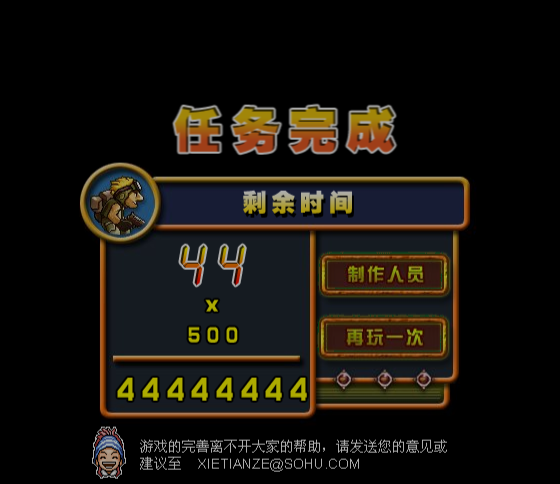 任务完成
剩余时间
44
x
500
44444444
制作人员
再玩一次
游戏的完善离不开大家的帮助，请发送您的意见或
建议至 XIETIANZE@SOHU.COM